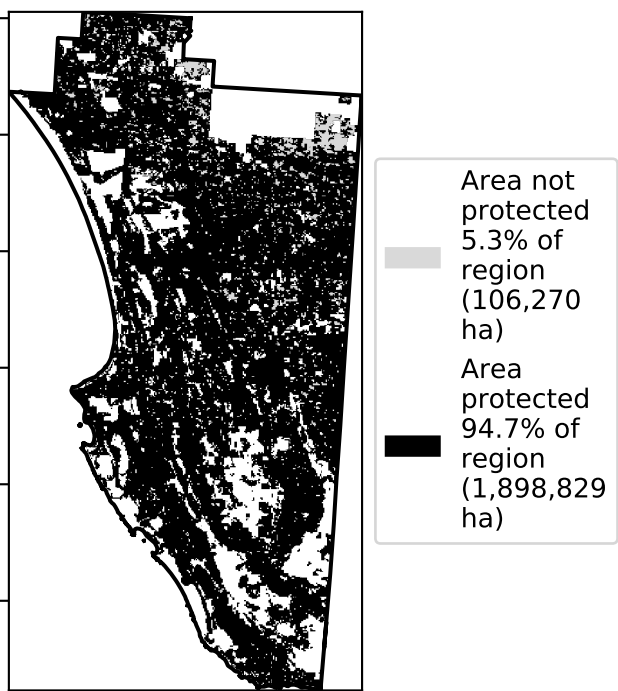 Area not
protected
5.3% of
region
(106,270
ha)
Area
protected
94.7% of
region
(1,898,829
ha)